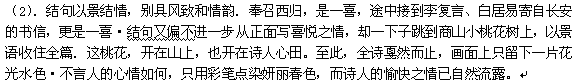 （2）．结句以景结情，别具风致和情韵．奉召西归，是一喜，途中接到李复言、白居易寄自长安
的书信，更是一喜·结句又偏不进一步从正面写喜悦之情，却一下子跳到商山小桃花树上，以景
语收住全篇．这桃花，开在山上，也开在诗人心田。至此，全诗戛然而止，画面上只留下一片花
光水色·不言人的心情如何，只用彩笔点染妍丽春色，而诗人的愉快之情已自然流露。